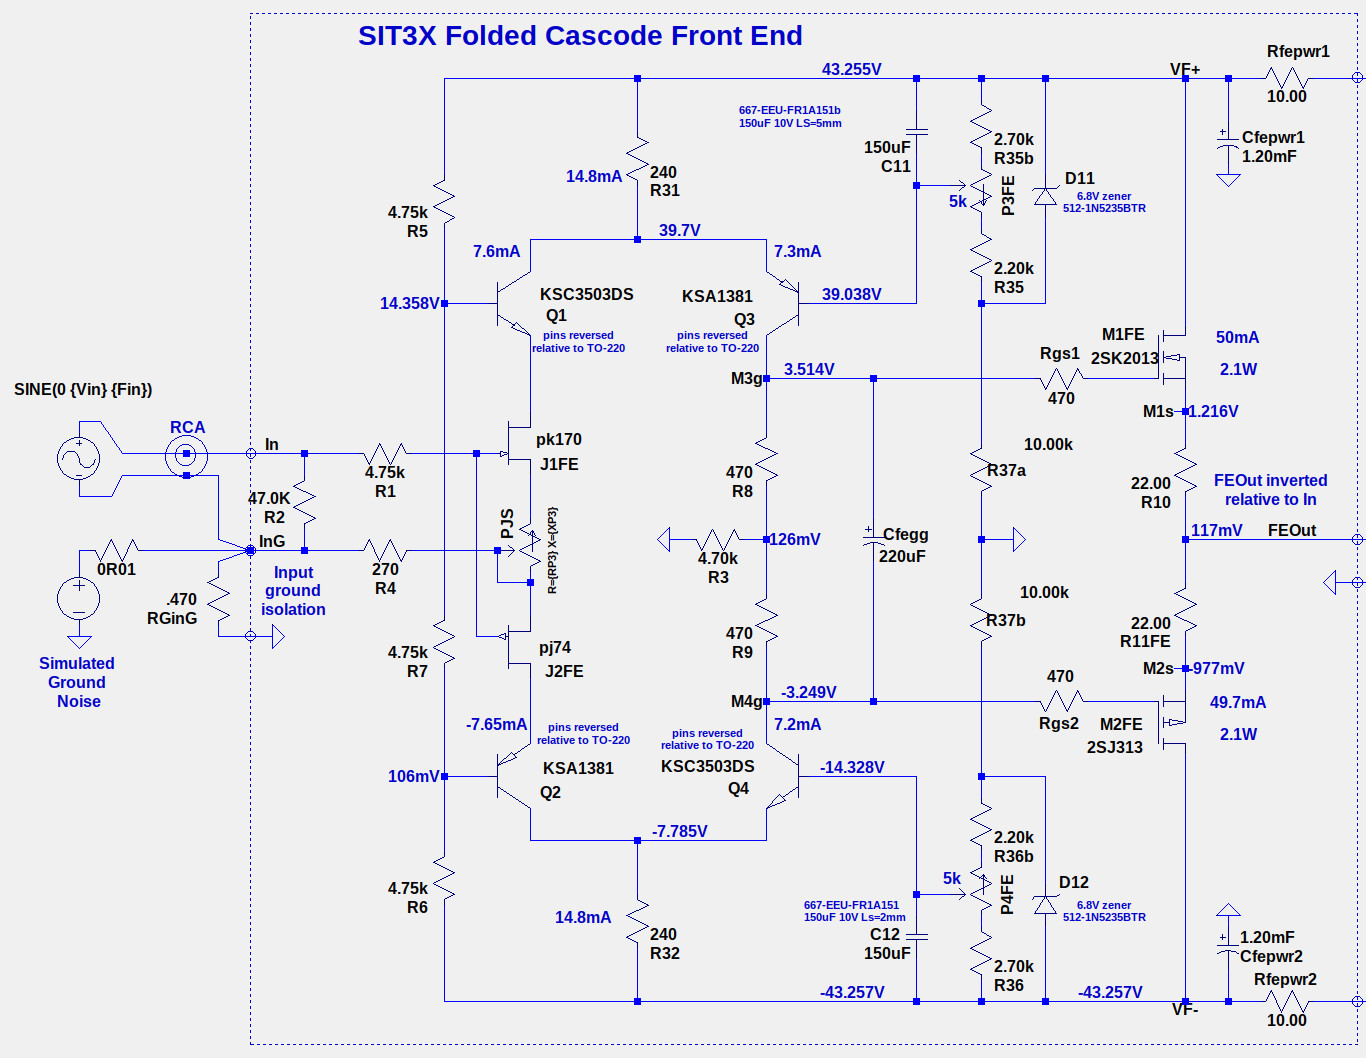 SIT3X Folded Cascode Front End
Rfepwr1
10.00
VF+
43.255V
667-EEU-FR1A151b
150uF 10V LS=5mm
150uF
C11
2.70k
R35b
5k
P3FE
D11
6.8V zener
512-1N5235BTR
Cfepwr1
1.20mF
14.8mA
240
R31
4.75k
R5
39.7V
7.6mA
7.3mA
2.20k
R35
14.358V
KSC3503DS
Q1
pins reversed
relative to TO-220
KSA1381
Q3
pins reversed
relative to TO-220
39.038V
M1FE
2SK2013
50mA
2.1W
Rgs1
470
M3g
3.514V
M1s
1.216V
SINE(0 {Vin} {Fin})
RCA
In
4.75k
R1
pk170
J1FE
470
R8
10.00k
R37a
22.00
R10
FEOut inverted
relative to In
47.0K
R2
InG
PJS
R={RP3} X={XP3}
126mV
Cfegg
220uF
117mV
FEOut
0R01
270
R4
4.70k
R3
Input
ground
isolation
.470
RGinG
10.00k
R37b
22.00
R11FE
470
R9
4.75k
R7
pj74
J2FE
Simulated
Ground
Noise
M2s
-977mV
470
Rgs2
M4g
-3.249V
7.2mA
M2FE
2SJ313
49.7mA
2.1W
-7.65mA
pins reversed
relative to TO-220
pins reversed
relative to TO-220
106mV
KSA1381
Q2
KSC3503DS
Q4
-14.328V
-7.785V
2.20k
R36b
5k
P4FE
D12
6.8V zener
512-1N5235BTR
4.75k
R6
14.8mA
240
R32
667-EEU-FR1A151
150uF 10V Ls=2mm
C12
150uF
2.70k
R36
1.20mF
Cfepwr2
Rfepwr2
10.00
-43.257V
-43.257V
VF-